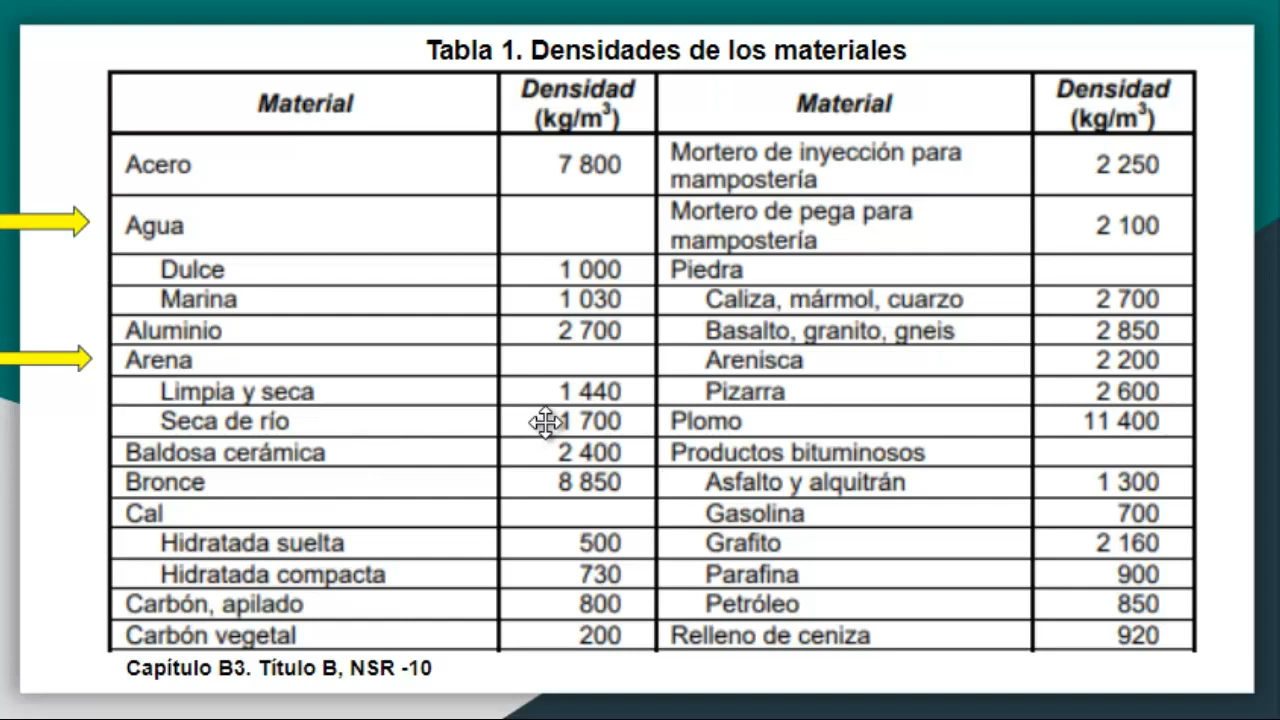 Tabla 1. Densidades de los materiales
Material Densidad (kg/m³) Material Densidad (kg/m³)
Acero 7 800 Mortero de inyección para mampostería 2 250
Agua Mortero de pega para mampostería 2 100
Dulce 1 000 Piedra
Marina 1 030 Caliza, mármol, cuarzo 2 700
Aluminio 2 700 Basalto, granito, gneis 2 850
Arena Arenisca 2 200
Limpia y seca 1 440 Pizarra 2 600
Seca de río 1 700 Plomo 11 400
Baldosa cerámica 2 400 Productos bituminosos
Bronce 8 850 Asfalto y alquitrán 1 300
Cal Gasolina 700
Hidratada suelta 500 Grafito 2 160
Hidratada compacta 730 Parafina 900
Carbón, apilado 800 Petróleo 850
Carbón vegetal 200 Relleno de ceniza 920
Capítulo B3. Título B, NSR -10